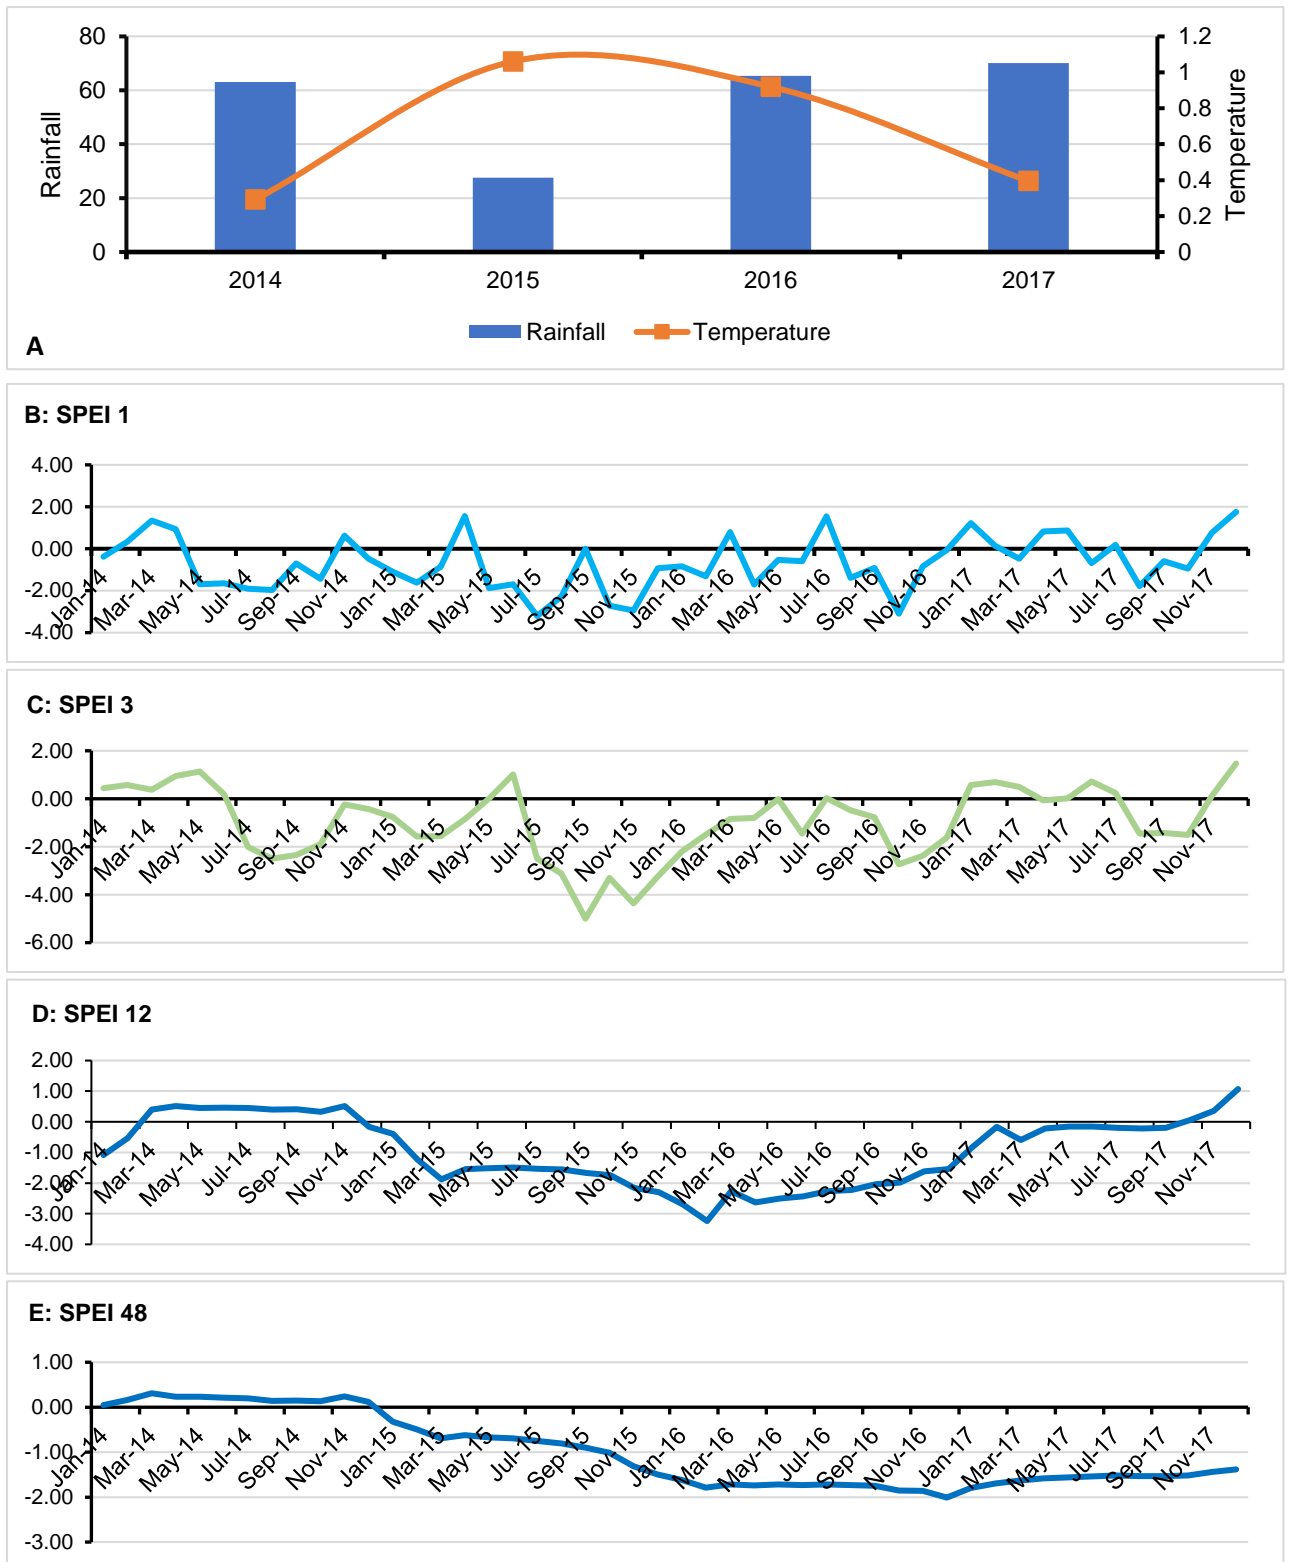 80
60
40
20
0
Rainfall
1.2
1
0.8
0.6
0.4
0.2
0
Temperature
2014 2015 2016 2017
Rainfall Temperature
A
B: SPEI 1
4.00
2.00
0.00
-2.00
-4.00
Jan-14 Mar-14 May-14 Jul-14 Sep-14 Nov-14 Jan-15 Mar-15 May-15 Jul-15 Sep-15 Nov-15 Jan-16 Mar-16 May-16 Jul-16 Sep-16 Nov-16 Jan-17 Mar-17 May-17 Jul-17 Sep-17 Nov-17
C: SPEI 3
2.00
0.00
-2.00
-4.00
-6.00
Jan-14 Mar-14 May-14 Jul-14 Sep-14 Nov-14 Jan-15 Mar-15 May-15 Jul-15 Sep-15 Nov-15 Jan-16 Mar-16 May-16 Jul-16 Sep-16 Nov-16 Jan-17 Mar-17 May-17 Jul-17 Sep-17 Nov-17
D: SPEI 12
2.00
1.00
0.00
-1.00
-2.00
-3.00
-4.00
Jan-14 Mar-14 May-14 Jul-14 Sep-14 Nov-14 Jan-15 Mar-15 May-15 Jul-15 Sep-15 Nov-15 Jan-16 Mar-16 May-16 Jul-16 Sep-16 Nov-16 Jan-17 Mar-17 May-17 Jul-17 Sep-17 Nov-17
E: SPEI 48
1.00
0.00
-1.00
-2.00
-3.00
Jan-14 Mar-14 May-14 Jul-14 Sep-14 Nov-14 Jan-15 Mar-15 May-15 Jul-15 Sep-15 Nov-15 Jan-16 Mar-16 May-16 Jul-16 Sep-16 Nov-16 Jan-17 Mar-17 May-17 Jul-17 Sep-17 Nov-17